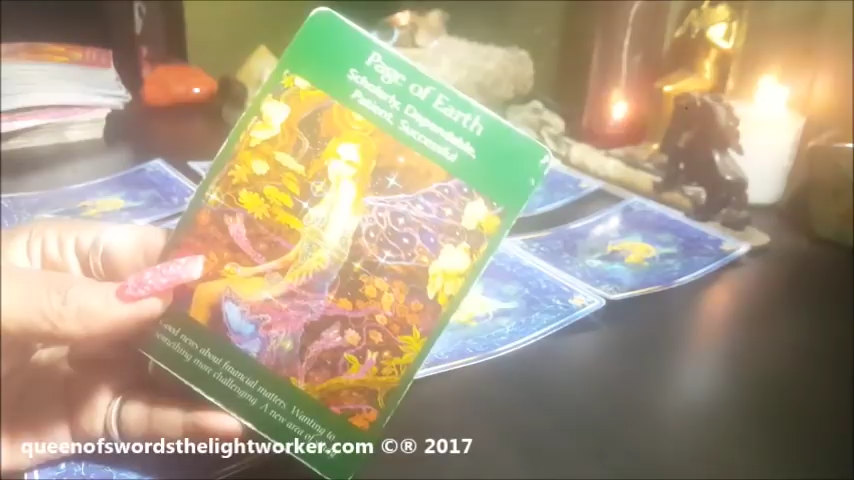 Page of Earth
Scholarly, Dependable,
Patient, Successful
Good news about financial matters. Wanting to
something more challenging. A new area of
queenofswordsthelightworker.com ©® 2017